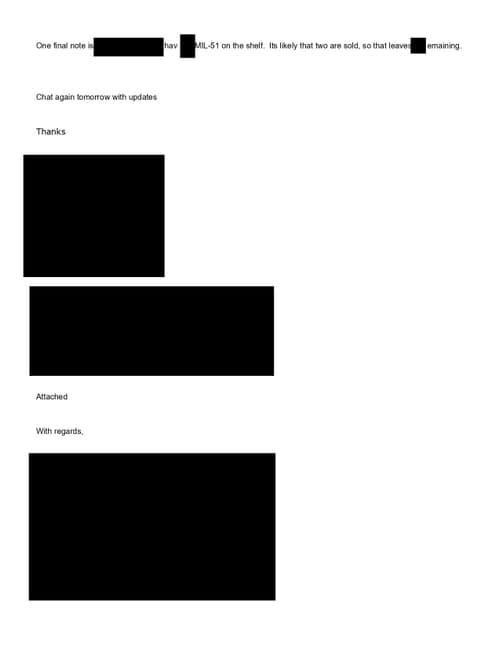 One final note is hav MIL-51 on the shelf.  Its likely that two are sold, so that leaves emaining.
Chat again tomorrow with updates
Thanks
Attached
With regards,